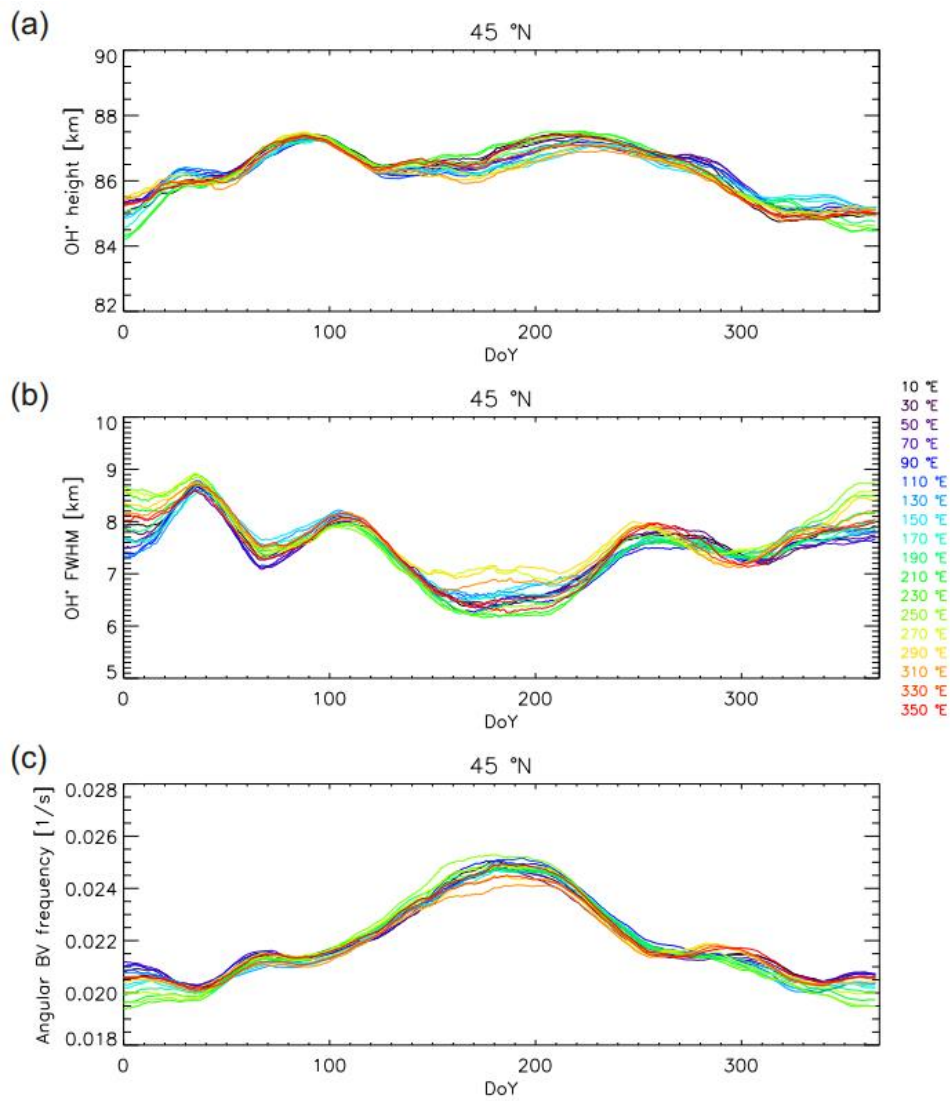 (a)
45 °N
90
88
86
84
82
OH* height [km]
0 100 200 300
DoY
(b)
45 °N
10
9
8
7
6
5
OH* FWHM [km]
0 100 200 300
DoY
10 °E
30 °E
50 °E
70 °E
90 °E
110 °E
130 °E
150 °E
170 °E
190 °E
210 °E
230 °E
250 °E
270 °E
290 °E
310 °E
330 °E
350 °E
(c)
45 °N
0.028
0.026
0.024
0.022
0.020
0.018
Angular BV frequency [1/s]
0 100 200 300
DoY